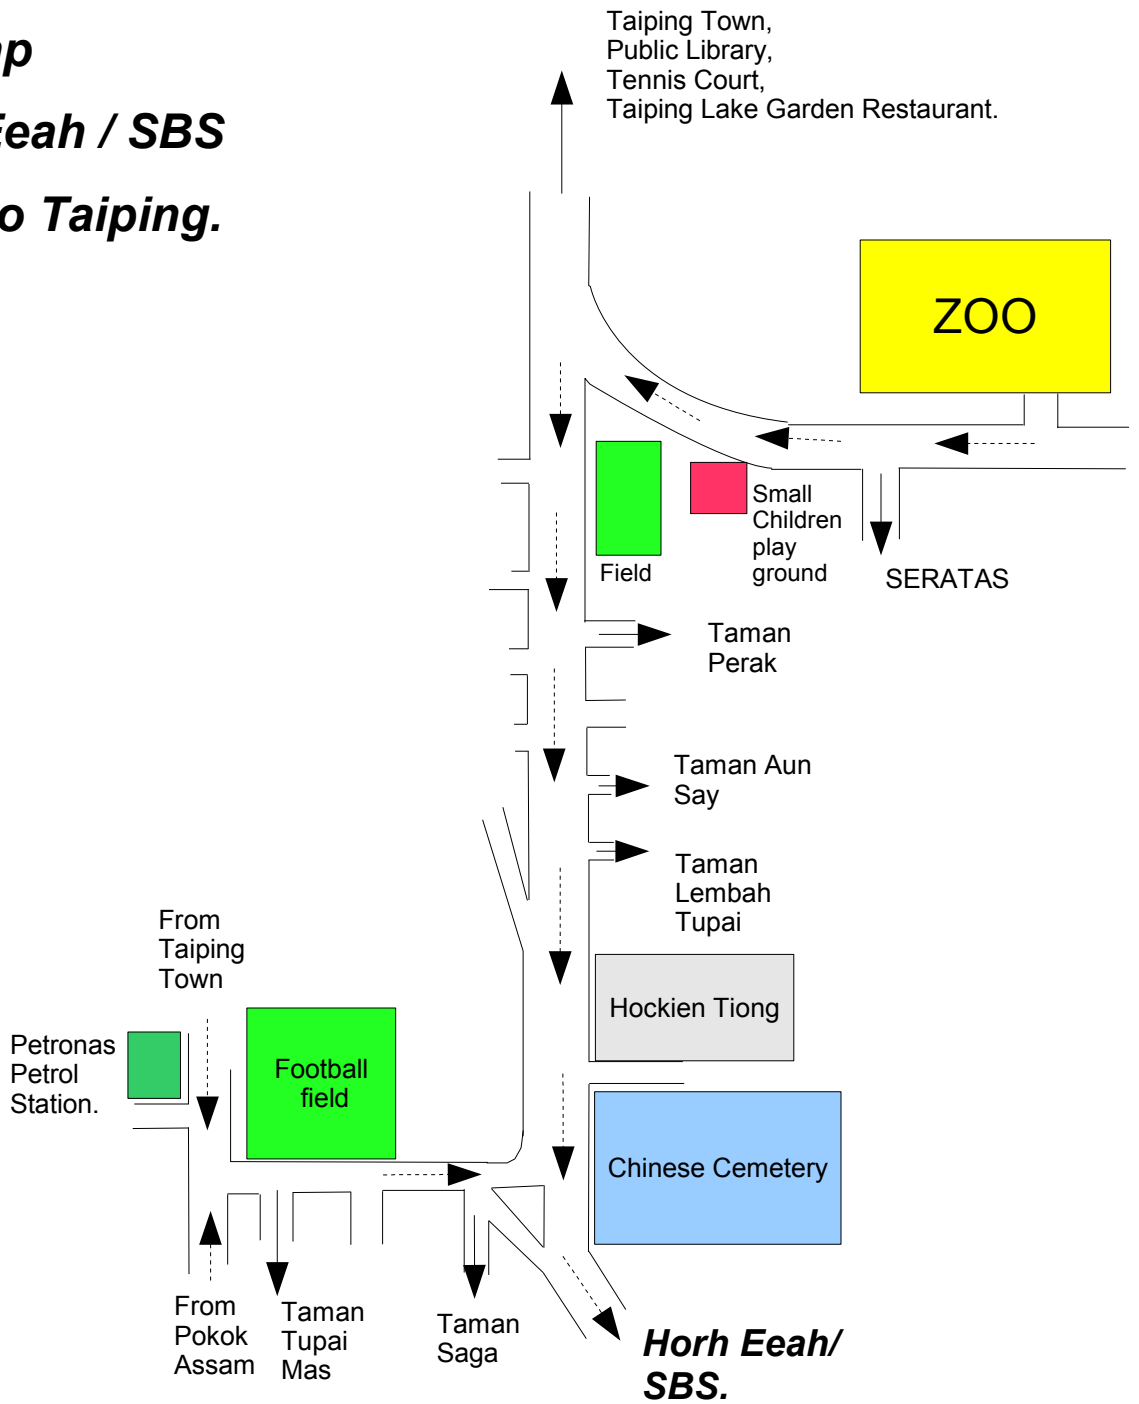 Eeah / SBS
Taiping.
Taiping Town,
Public Library,
Tennis Court,
Taiping Lake Garden Restaurant.
ZOO
Small
Children
play
ground
Field
SERATAS
Taman
Perak
Taman Aun
Say
Taman
Lembah
Tupai
From
Taiping
Town
Hockien Tiong
Petronas
Petrol
Station.
Football
field
Chinese Cemetery
From
Pokok
Assam
Taman
Tupai
Mas
Taman
Saga
Horh Eeah/
SBS.